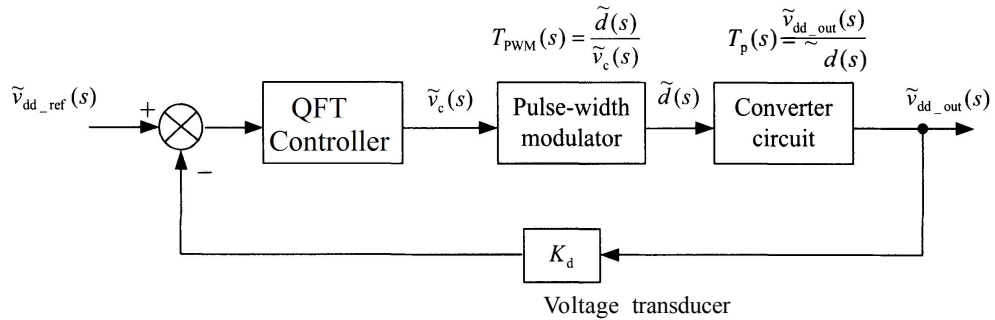 T_PWM(s) = d̃(s) / ṽ_c(s)
T_p(s) = ṽ_dd_out(s) / d̃(s)
ṽ_dd_ref(s)
+
−
QFT
Controller
ṽ_c(s)
Pulse-width
modulator
d̃(s)
Converter
circuit
ṽ_dd_out(s)
K_d
Voltage transducer